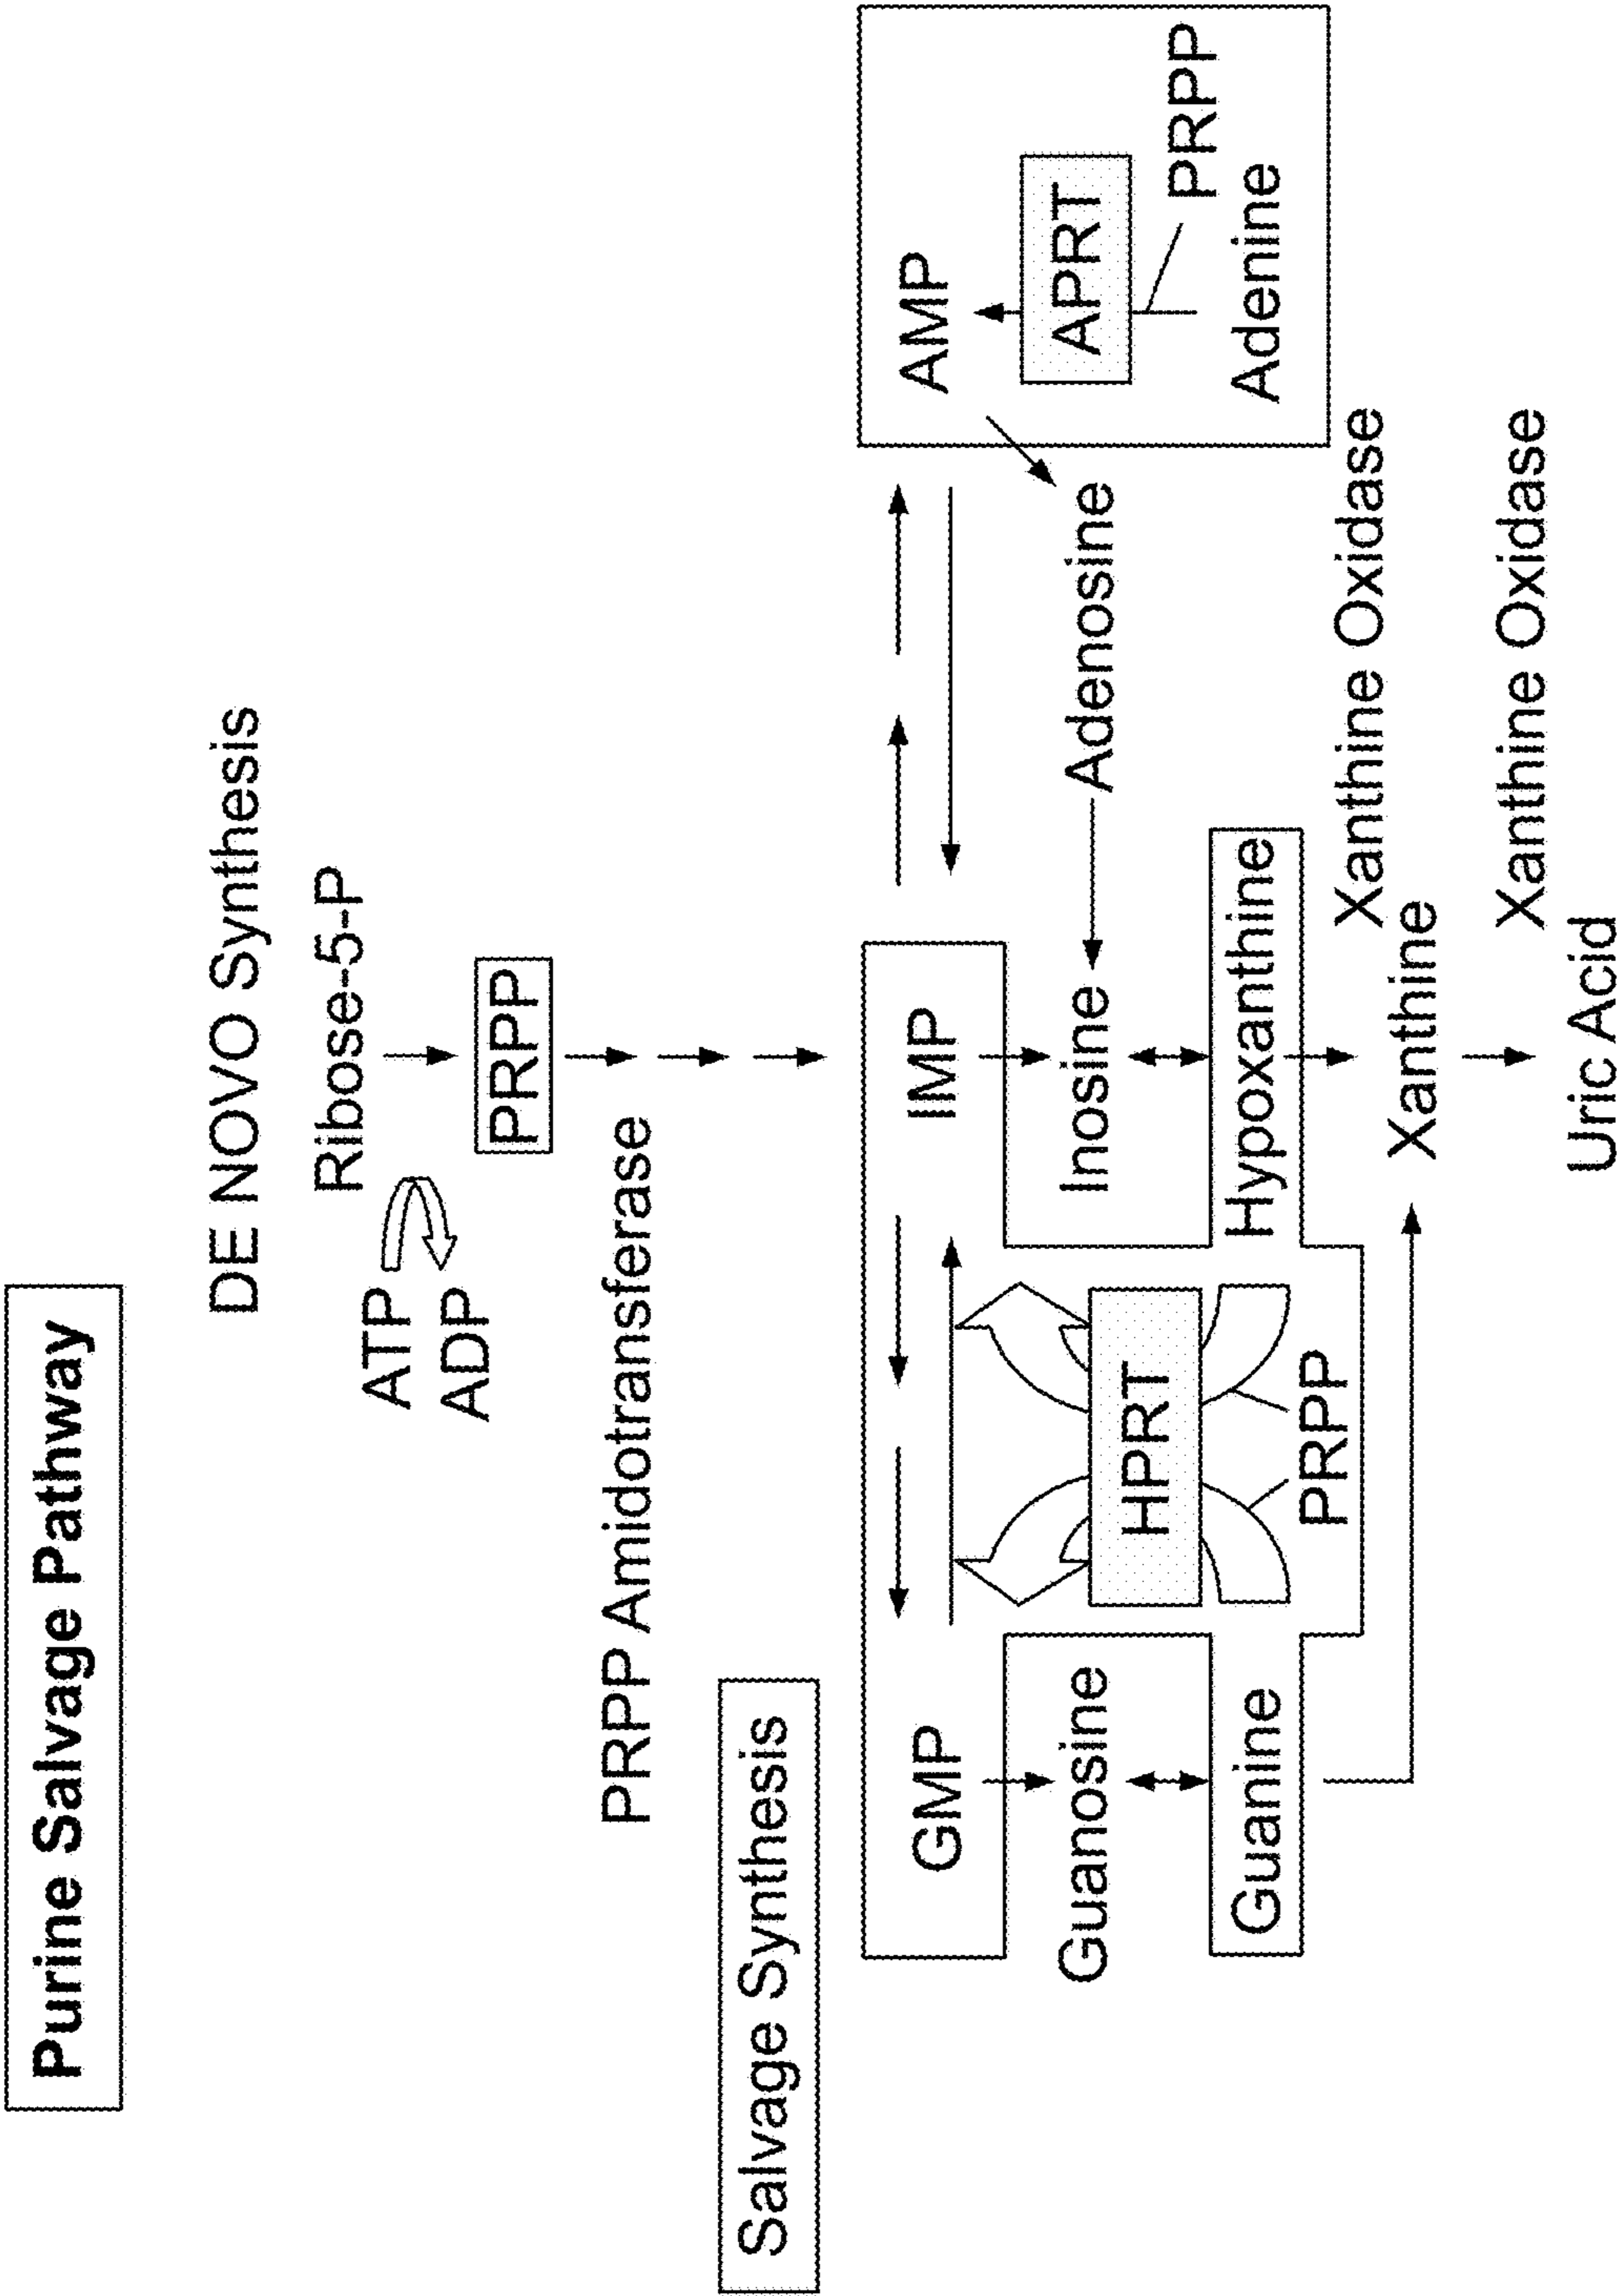 Purine Salvage Pathway
DE NOVO Synthesis
Ribose-5-P
ATP
ADP
PRPP
PRPP Amidotransferase
Salvage Synthesis
GMP
IMP
AMP
Guanosine
HPRT
Inosine
Adenosine
APRT
PRPP
Guanine
PRPP
Hypoxanthine
Adenine
Xanthine Oxidase
Xanthine
Xanthine Oxidase
Uric Acid